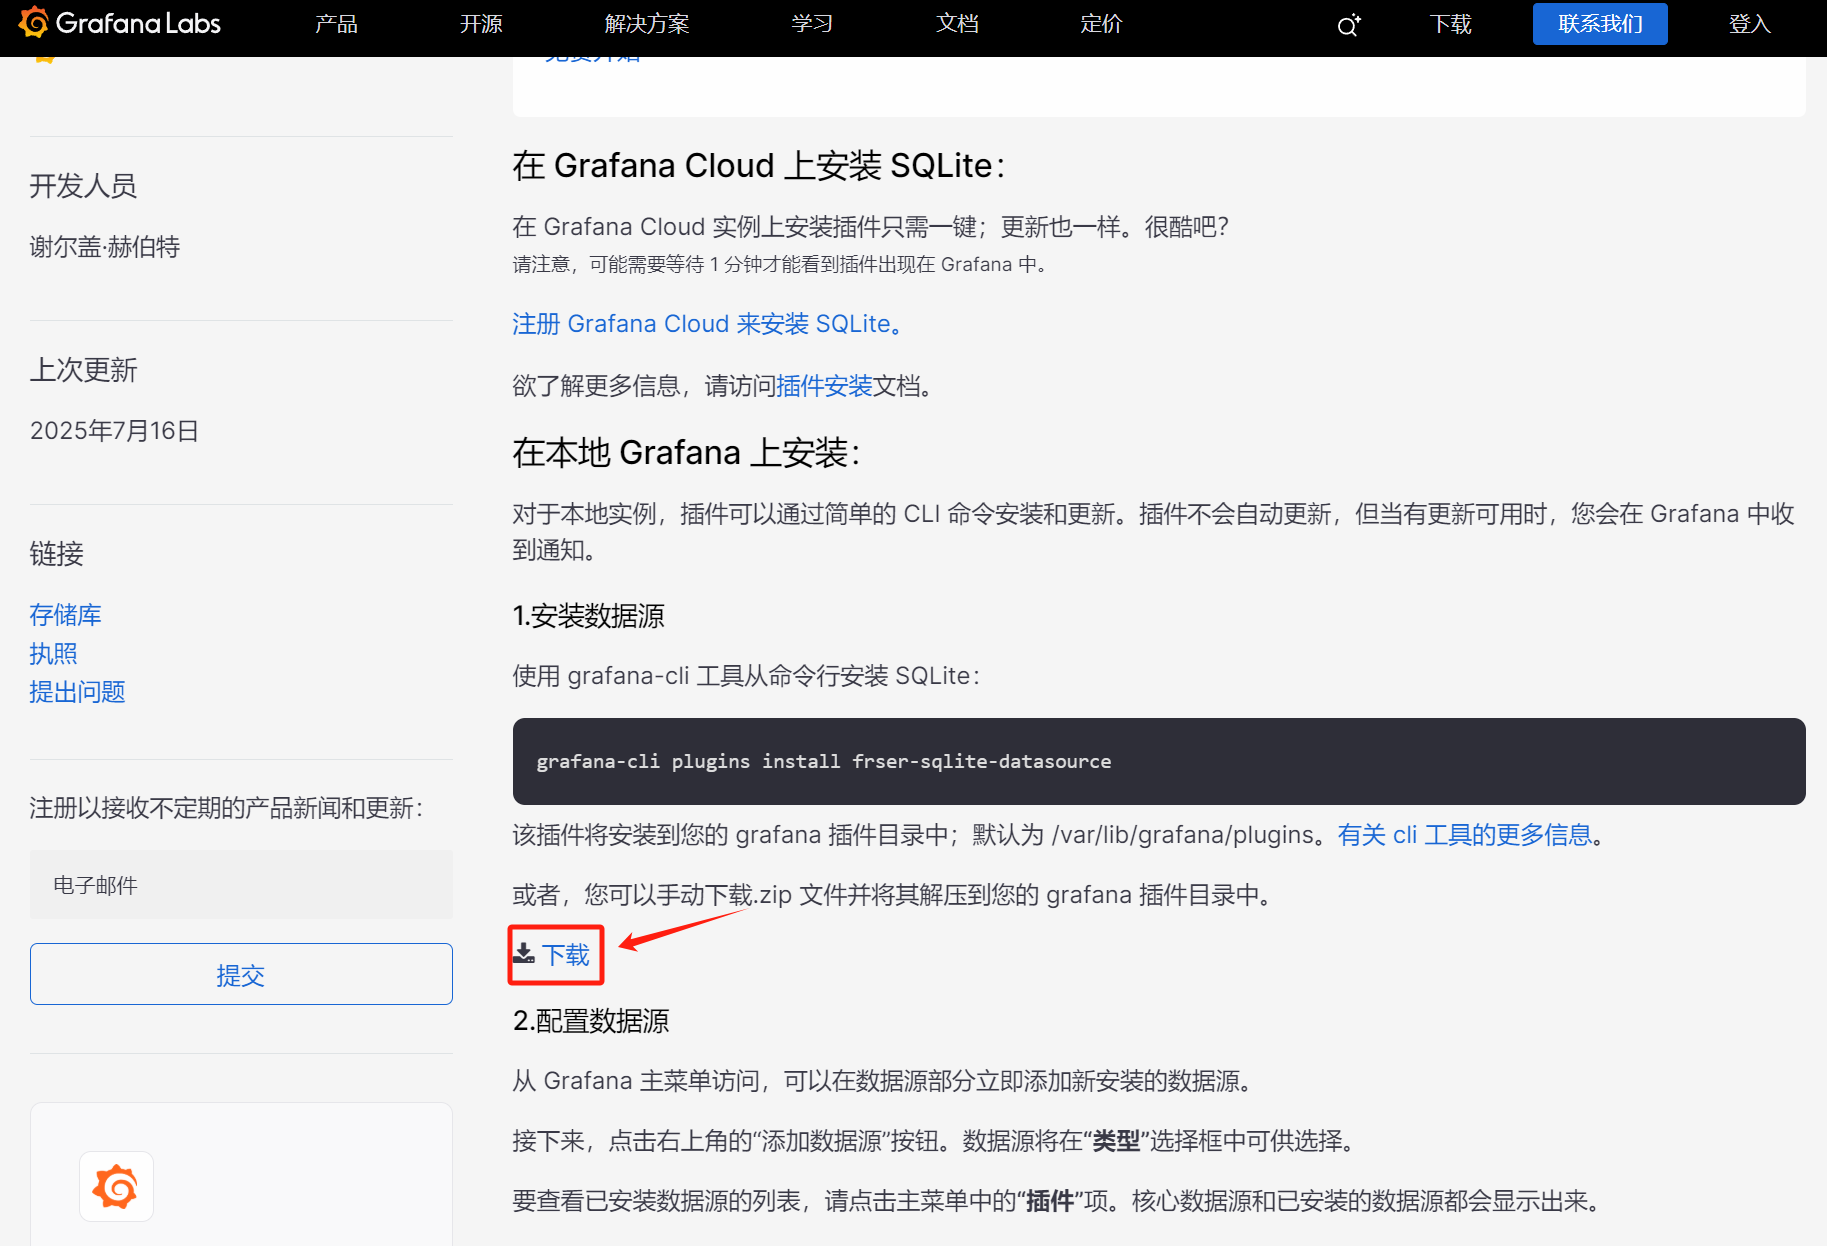 Grafana Labs
产品
开源
解决方案
学习
文档
定价
下载
联系我们
登入
开发人员
谢尔盖·赫伯特
上次更新
2025年7月16日
链接
存储库
执照
提出问题
注册以接收不定期的产品新闻和更新：
电子邮件
提交
在 Grafana Cloud 上安装 SQLite：
在 Grafana Cloud 实例上安装插件只需一键；更新也一样。很酷吧？
请注意，可能需要等待 1 分钟才能看到插件出现在 Grafana 中。
注册 Grafana Cloud 来安装 SQLite。
欲了解更多信息，请访问插件安装文档。
在本地 Grafana 上安装：
对于本地实例，插件可以通过简单的 CLI 命令安装和更新。插件不会自动更新，但当有更新可用时，您会在 Grafana 中收
到通知。
1.安装数据源
使用 grafana-cli 工具从命令行安装 SQLite：
grafana-cli plugins install frser-sqlite-datasource
该插件将安装到您的 grafana 插件目录中；默认为 /var/lib/grafana/plugins。有关 cli 工具的更多信息。
或者，您可以手动下载.zip 文件并将其解压到您的 grafana 插件目录中。
下载
2.配置数据源
从 Grafana 主菜单访问，可以在数据源部分立即添加新安装的数据源。
接下来，点击右上角的“添加数据源”按钮。数据源将在“类型”选择框中可供选择。
要查看已安装数据源的列表，请点击主菜单中的“插件”项。核心数据源和已安装的数据源都会显示出来。